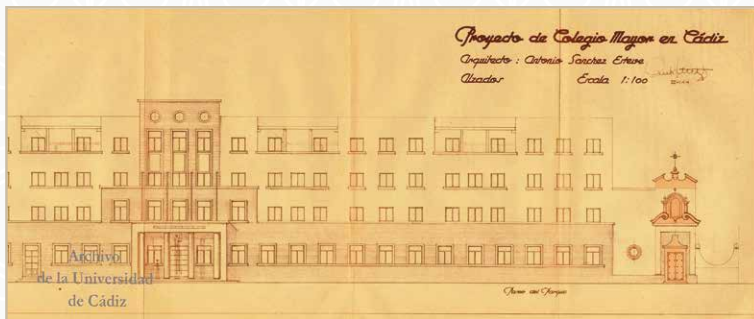 Proyecto de Colegio Mayor en Cádiz
Arquitecto : Antonio Sanchez Esteve
Alzados Escala 1:100
Archivo
de la Universidad
de Cádiz